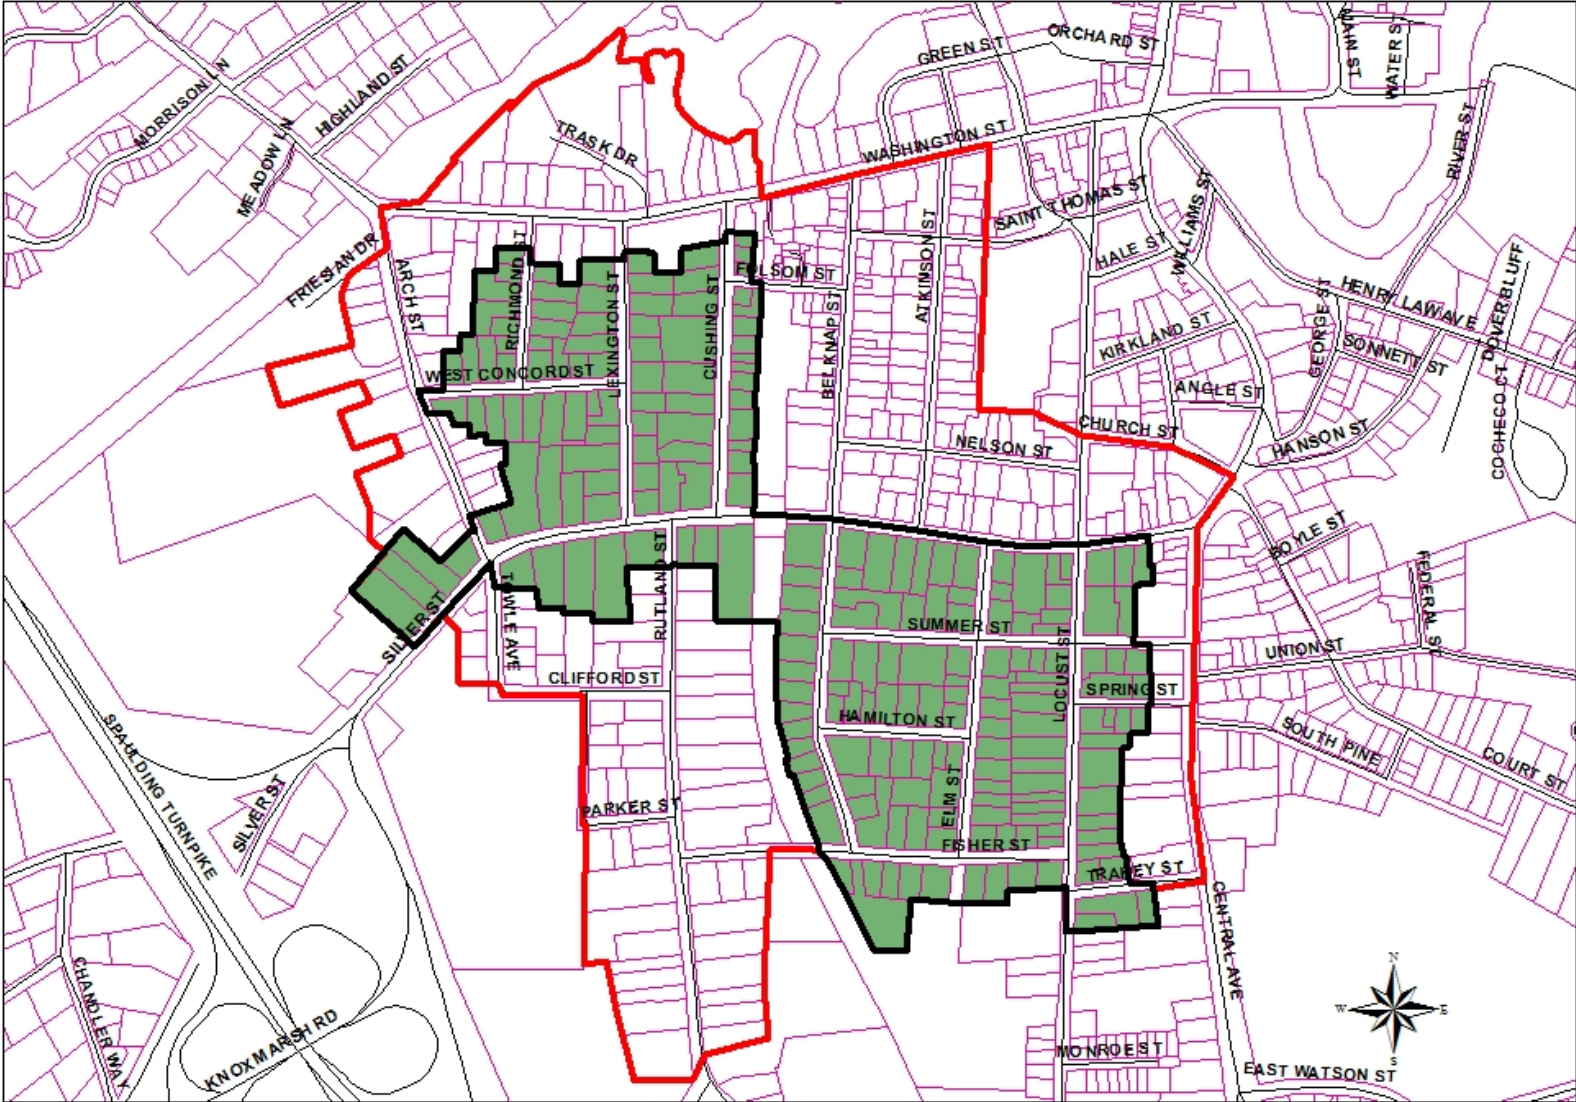 ORCHARD ST
MAIN ST
WATER ST
GREEN ST
MORRISON LN
HIGHLAND ST
MEADOW LN
TRASK DR
WASHINGTON ST
RIVER ST
SAINT THOMAS ST
WILLIAMS ST
HALE ST
FRIESIAN DR
ARCH ST
RICHMOND ST
FOLSOM ST
ATKINSON ST
LEXINGTON ST
CUSHING ST
BELKNAP ST
HENRY LAW AVE
DOVER BLUFF
GEORGE ST
KIRKLAND ST
SONNETT ST
WEST CONCORD ST
ANGLE ST
COCHECO CT
CHURCH ST
NELSON ST
HANSON ST
BOYLE ST
FEDERAL ST
TOWLE AVE
RUTLAND ST
SILVER ST
SUMMER ST
LOCUST ST
UNION ST
CLIFFORD ST
SPRING ST
HAMILTON ST
SPAULDING TURNPIKE
SOUTH PINE
COURT ST
SILVER ST
ELM ST
PARKER ST
FISHER ST
TRAKEY ST
CENTRAL AVE
CHANDLER WAY
KNOX MARSH RD
N
W
E
S
MONROE ST
EAST WATSON ST